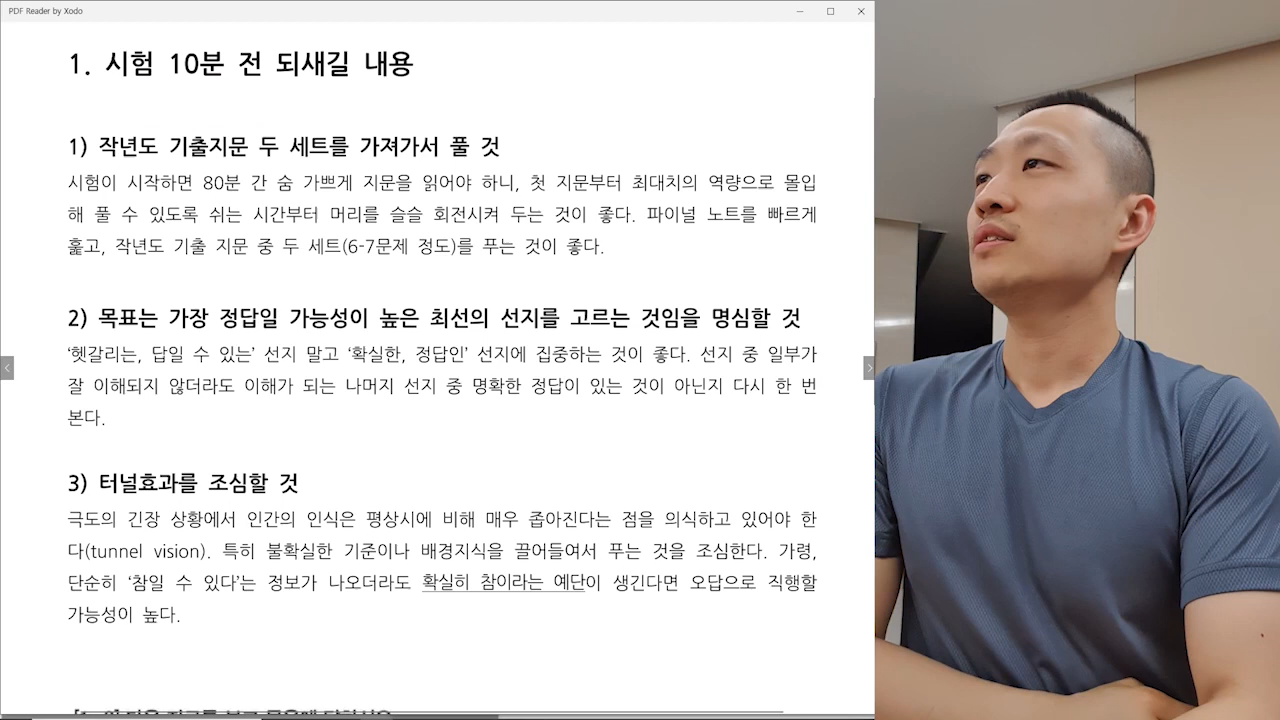 PDF Reader by Xodo
1. 시험 10분 전 되새길 내용
1) 작년도 기출지문 두 세트를 가져가서 풀 것
시험이 시작하면 80분 간 숨 가쁘게 지문을 읽어야 하니, 첫 지문부터 최대치의 역량으로 몰입
해 풀 수 있도록 쉬는 시간부터 머리를 슬슬 회전시켜 두는 것이 좋다. 파이널 노트를 빠르게
훑고, 작년도 기출 지문 중 두 세트(6-7문제 정도)를 푸는 것이 좋다.
2) 목표는 가장 정답일 가능성이 높은 최선의 선지를 고르는 것임을 명심할 것
‘헷갈리는, 답일 수 있는’ 선지 말고 ‘확실한, 정답인’ 선지에 집중하는 것이 좋다. 선지 중 일부가
잘 이해되지 않더라도 이해가 되는 나머지 선지 중 명확한 정답이 있는 것이 아닌지 다시 한 번
본다.
3) 터널효과를 조심할 것
극도의 긴장 상황에서 인간의 인식은 평상시에 비해 매우 좁아진다는 점을 의식하고 있어야 한
다(tunnel vision). 특히 불확실한 기준이나 배경지식을 끌어들여서 푸는 것을 조심한다. 가령,
단순히 ‘참일 수 있다’는 정보가 나오더라도 확실히 참이라는 예단이 생긴다면 오답으로 직행할
가능성이 높다.